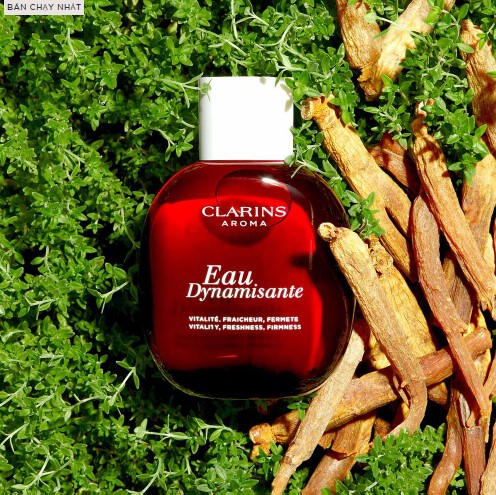 BÁN CHẠY NHẤT
CLARINS
AROMA
Eau
Dynamisante
VITALITÉ, FRAICHEUR, FERMETE
VITALITY, FRESHNESS, FIRMNESS